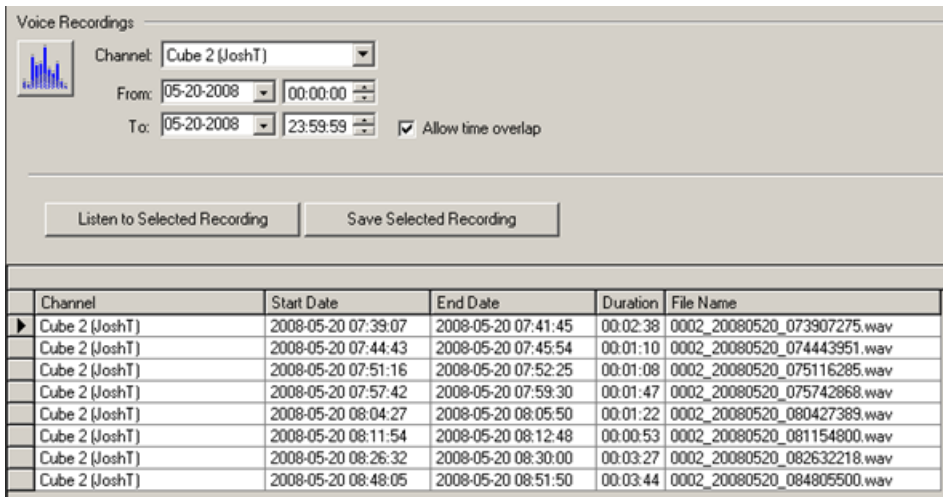 Voice Recordings
Channel: Cube 2 (JoshT)
From: 05-20-2008 00:00:00
To: 05-20-2008 23:59:59 Allow time overlap
Listen to Selected Recording Save Selected Recording
Channel Start Date End Date Duration File Name
Cube 2 (JoshT) 2008-05-20 07:39:07 2008-05-20 07:41:45 00:02:38 0002_20080520_073907275.wav
Cube 2 (JoshT) 2008-05-20 07:44:43 2008-05-20 07:45:54 00:01:10 0002_20080520_074443951.wav
Cube 2 (JoshT) 2008-05-20 07:51:16 2008-05-20 07:52:25 00:01:08 0002_20080520_075116285.wav
Cube 2 (JoshT) 2008-05-20 07:57:42 2008-05-20 07:59:30 00:01:47 0002_20080520_075742868.wav
Cube 2 (JoshT) 2008-05-20 08:04:27 2008-05-20 08:05:50 00:01:22 0002_20080520_080427389.wav
Cube 2 (JoshT) 2008-05-20 08:11:54 2008-05-20 08:12:48 00:00:53 0002_20080520_081154800.wav
Cube 2 (JoshT) 2008-05-20 08:26:32 2008-05-20 08:30:00 00:03:27 0002_20080520_082632218.wav
Cube 2 (JoshT) 2008-05-20 08:48:05 2008-05-20 08:51:50 00:03:44 0002_20080520_084805500.wav